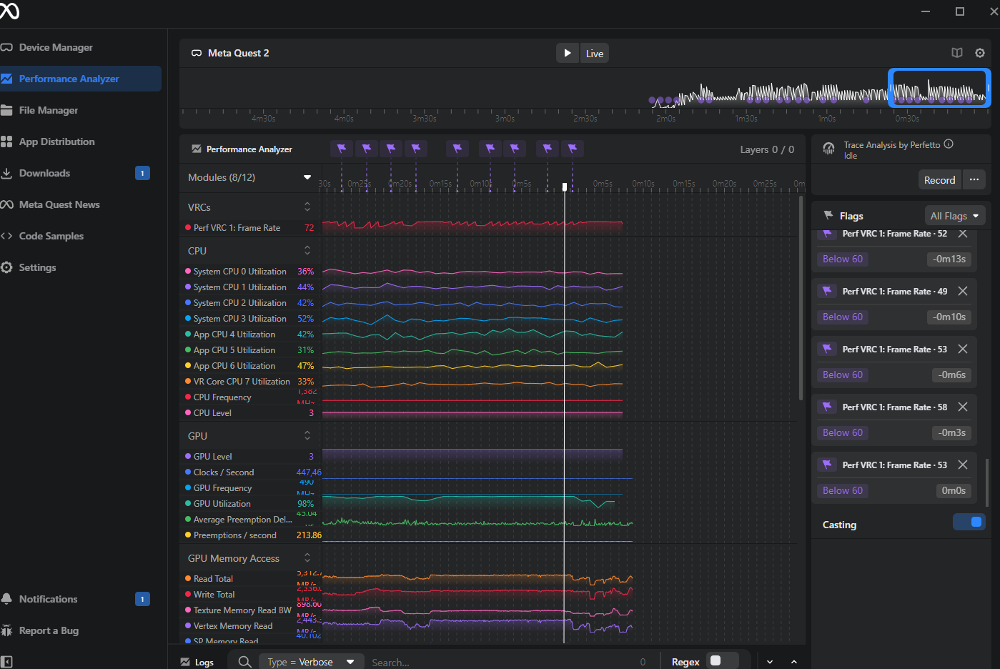 Device Manager
Performance Analyzer
File Manager
App Distribution
Downloads 1
Meta Quest News
Code Samples
Settings
Notifications 1
Report a Bug
Meta Quest 2
Live
4m30s 4m0s 3m30s 3m0s 2m30s 2m0s 1m30s 1m0s 0m30s
Performance Analyzer
Layers 0 / 0
Modules (8/12)
30s 0m25s 0m20s 0m15s 0m10s 0m5s 0m5s 0m10s 0m15s 0m20s 0m25s 0m
VRCs
Perf VRC 1: Frame Rate 72
CPU
System CPU 0 Utilization 36%
System CPU 1 Utilization 44%
System CPU 2 Utilization 42%
System CPU 3 Utilization 52%
App CPU 4 Utilization 42%
App CPU 5 Utilization 31%
App CPU 6 Utilization 47%
VR Core CPU 7 Utilization 33%
CPU Frequency 1,382 MHz
CPU Level 3
GPU
GPU Level 3
Clocks / Second 447,46
GPU Frequency 490 MHz
GPU Utilization 98%
Average Preemption Del... 45.04
Preemptions / second 213.86
GPU Memory Access
Read Total 5,312. MB/s
Write Total MB/s
Texture Memory Read BW 898.60 MB/s
Vertex Memory Read 2,443. MB/s
SP Memory Read 40,102
Logs
Type = Verbose
Search...
0
Regex
Trace Analysis by Perfetto
Idle
Record
Flags
All Flags
Perf VRC 1: Frame Rate · 52
Below 60 -0m13s
Perf VRC 1: Frame Rate · 49
Below 60 -0m10s
Perf VRC 1: Frame Rate · 53
Below 60 -0m6s
Perf VRC 1: Frame Rate · 58
Below 60 -0m3s
Perf VRC 1: Frame Rate · 53
Below 60 0m0s
Casting